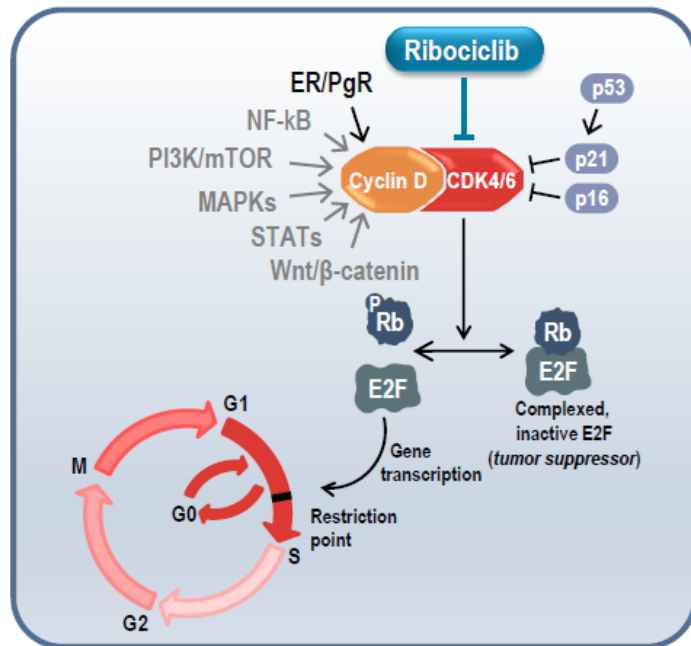 Ribociclib
ER/PgR
p53
NF-kB
PI3K/mTOR
Cyclin D
CDK4/6
p21
MAPKs
p16
STATs
Wnt/β-catenin
P
Rb
Rb
E2F
E2F
Complexed,
inactive E2F
(tumor suppressor)
Gene
transcription
G1
M
G0
Restriction
point
S
G2